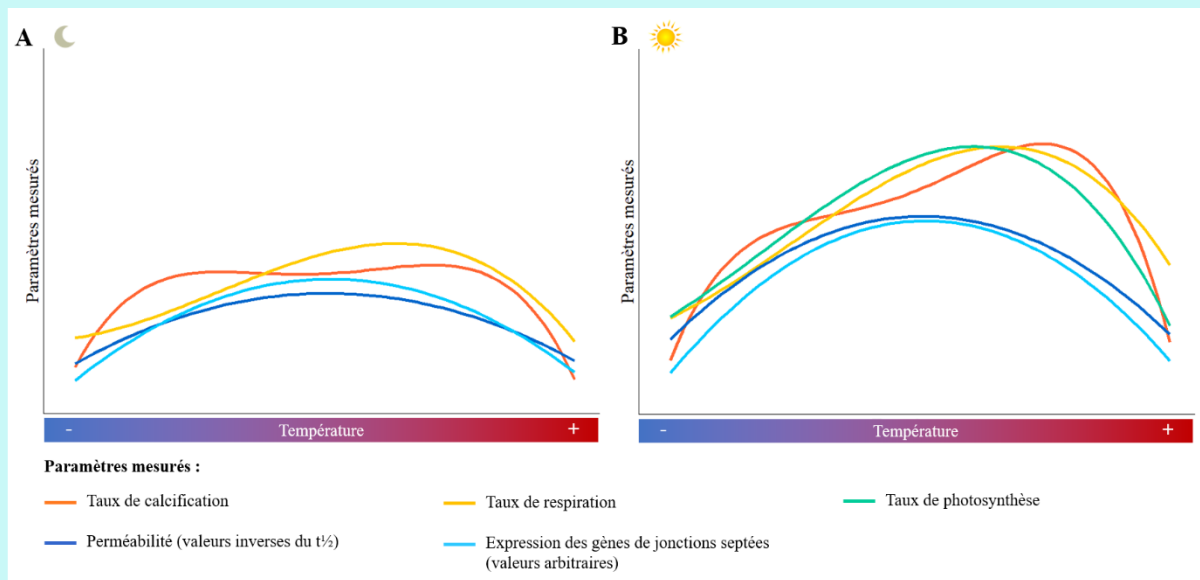 A
B
Paramètres mesurés
Paramètres mesurés
- Température +
- Température +
Paramètres mesurés :
Taux de calcification
Taux de respiration
Taux de photosynthèse
Perméabilité (valeurs inverses du t½)
Expression des gènes de jonctions septées
(valeurs arbitraires)